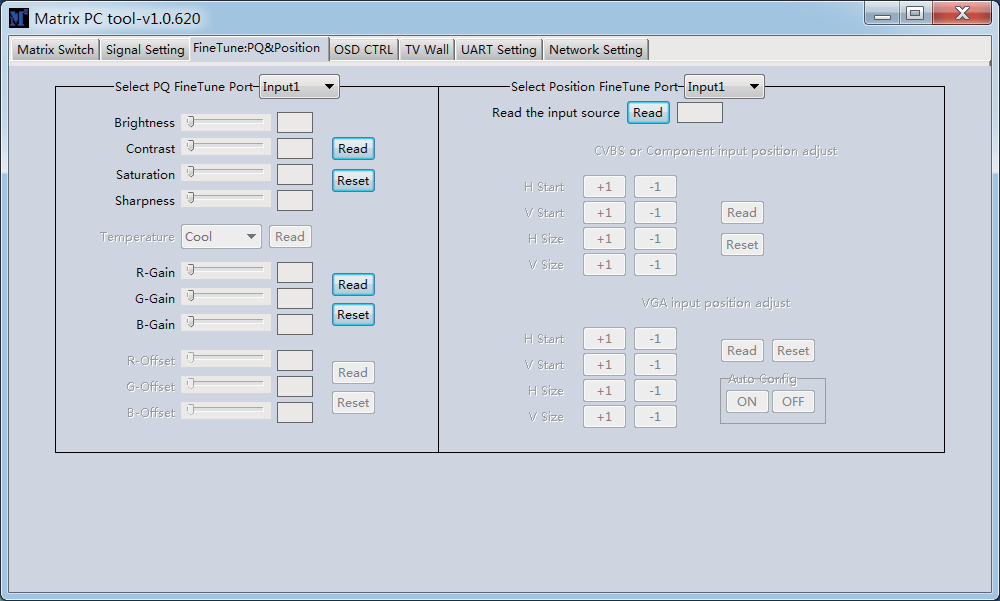 Matrix PC tool-v1.0.620
Matrix Switch Signal Setting FineTune:PQ&Position OSD CTRL TV Wall UART Setting Network Setting
Select PQ FineTune Port Input1
Brightness
Contrast Read
Saturation Reset
Sharpness
Temperature Cool Read
R-Gain
G-Gain Read
B-Gain Reset
R-Offset
G-Offset Read
B-Offset Reset
Select Position FineTune Port Input1
Read the input source Read
CVBS or Component input position adjust
H Start +1 -1
V Start +1 -1 Read
H Size +1 -1 Reset
V Size +1 -1
VGA input position adjust
H Start +1 -1
V Start +1 -1 Read Reset
H Size +1 -1 Auto Config
V Size +1 -1 ON OFF